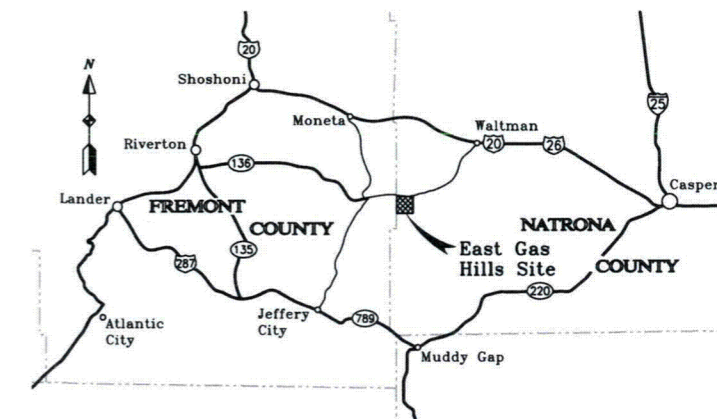 20
N
Shoshoni
25
Moneta
Waltman
Riverton
20
26
136
Casper
Lander
FREMONT
COUNTY
NATRONA
COUNTY
East Gas
Hills Site
135
287
220
Jeffery
City
789
Atlantic
City
Muddy Gap